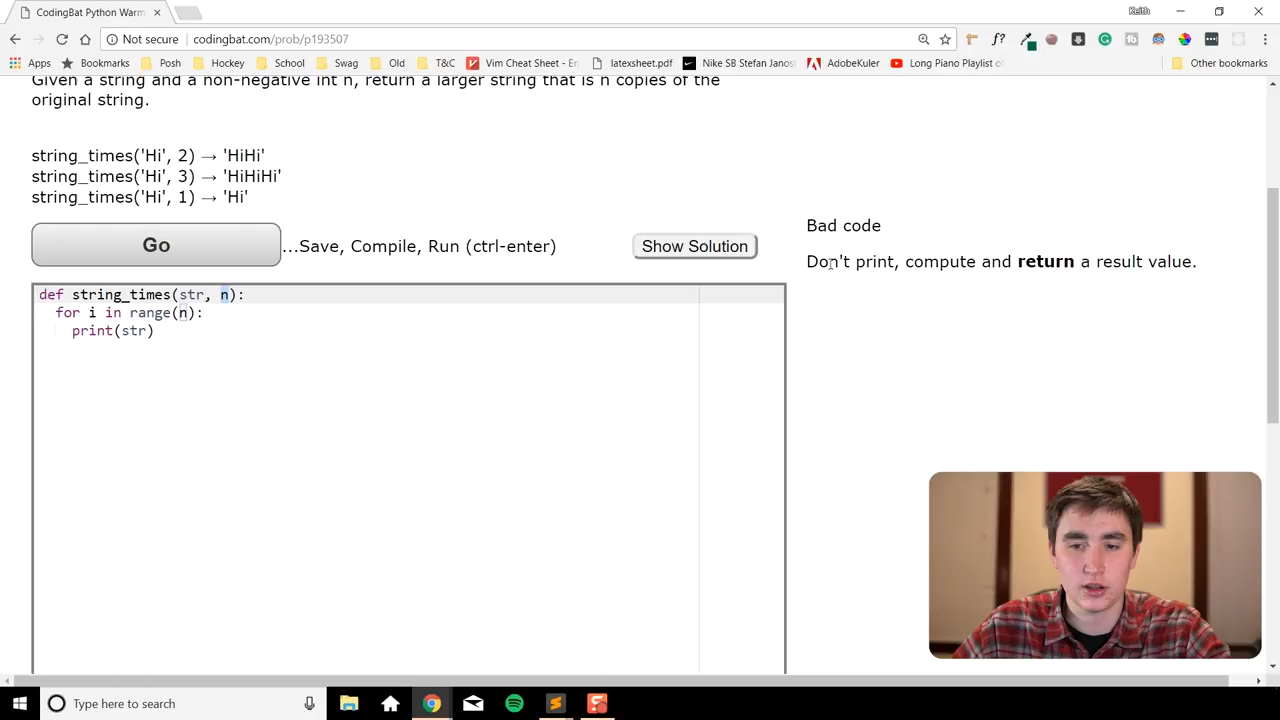 CodingBat Python Warm
Keith
Not secure
codingbat.com/prob/p193507
Apps Bookmarks Posh Hockey School Swag Old T&C Vim Cheat Sheet - En latexsheet.pdf Nike SB Stefan Janos AdobeKuler Long Piano Playlist o Other bookmarks
Given a string and a non-negative int n, return a larger string that is n copies of the
original string.
string_times('Hi', 2) → 'HiHi'
string_times('Hi', 3) → 'HiHiHi'
string_times('Hi', 1) → 'Hi'
Go ...Save, Compile, Run (ctrl-enter) Show Solution
Bad code
Don't print, compute and return a result value.
def string_times(str, n):
for i in range(n):
print(str)
Type here to search